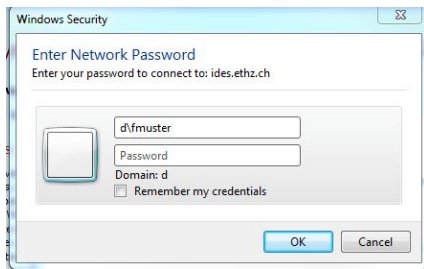 Windows Security
Enter Network Password
Enter your password to connect to: ides.ethz.ch
d\fmuster
Password
Domain: d
Remember my credentials
OK
Cancel